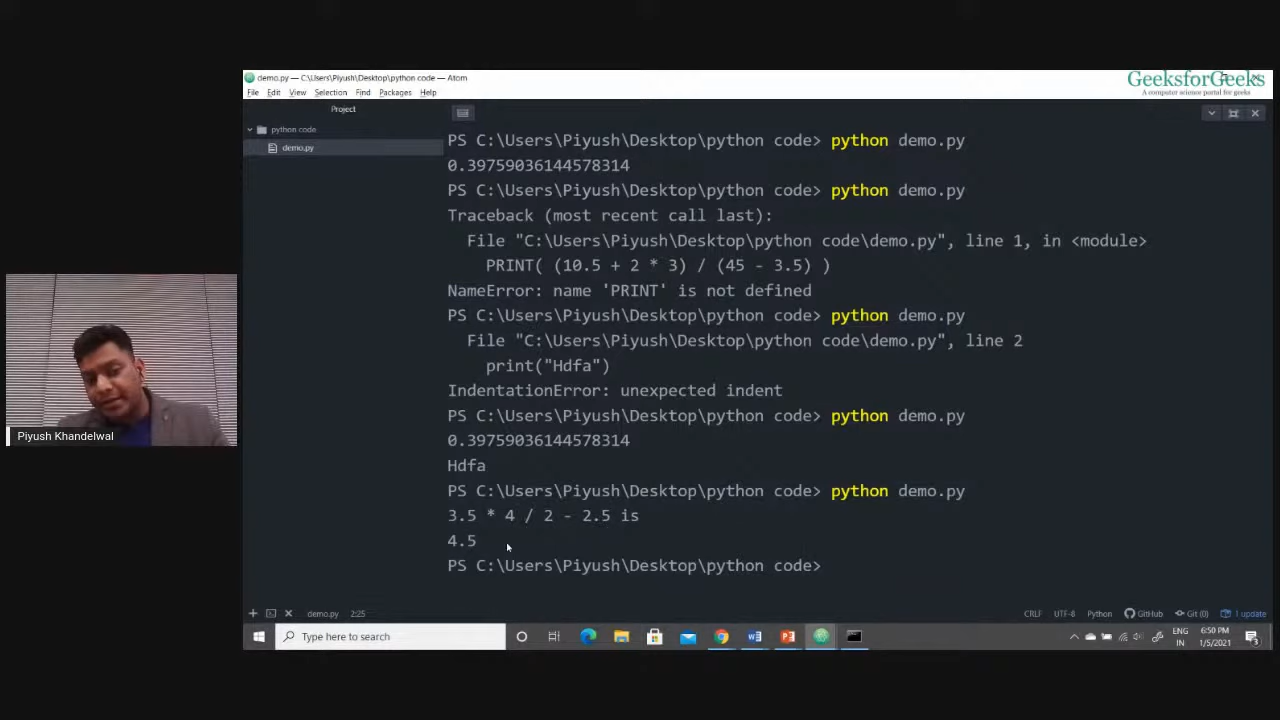 demo.py — C:\Users\Piyush\Desktop\python code — Atom
GeeksforGeeks
A computer science portal for geeks
File Edit View Selection Find Packages Help
Project
python code
demo.py
PS C:\Users\Piyush\Desktop\python code> python demo.py
0.39759036144578314
PS C:\Users\Piyush\Desktop\python code> python demo.py
Traceback (most recent call last):
File "C:\Users\Piyush\Desktop\python code\demo.py", line 1, in <module>
PRINT( (10.5 + 2 * 3) / (45 - 3.5) )
NameError: name 'PRINT' is not defined
PS C:\Users\Piyush\Desktop\python code> python demo.py
File "C:\Users\Piyush\Desktop\python code\demo.py", line 2
print("Hdfa")
IndentationError: unexpected indent
PS C:\Users\Piyush\Desktop\python code> python demo.py
0.39759036144578314
Hdfa
PS C:\Users\Piyush\Desktop\python code> python demo.py
3.5 * 4 / 2 - 2.5 is
4.5
PS C:\Users\Piyush\Desktop\python code>
Piyush Khandelwal
demo.py 2:25 CRLF UTF-8 Python GitHub Git (0) 1 update
Type here to search
ENG
IN
6:50 PM
1/5/2021
3